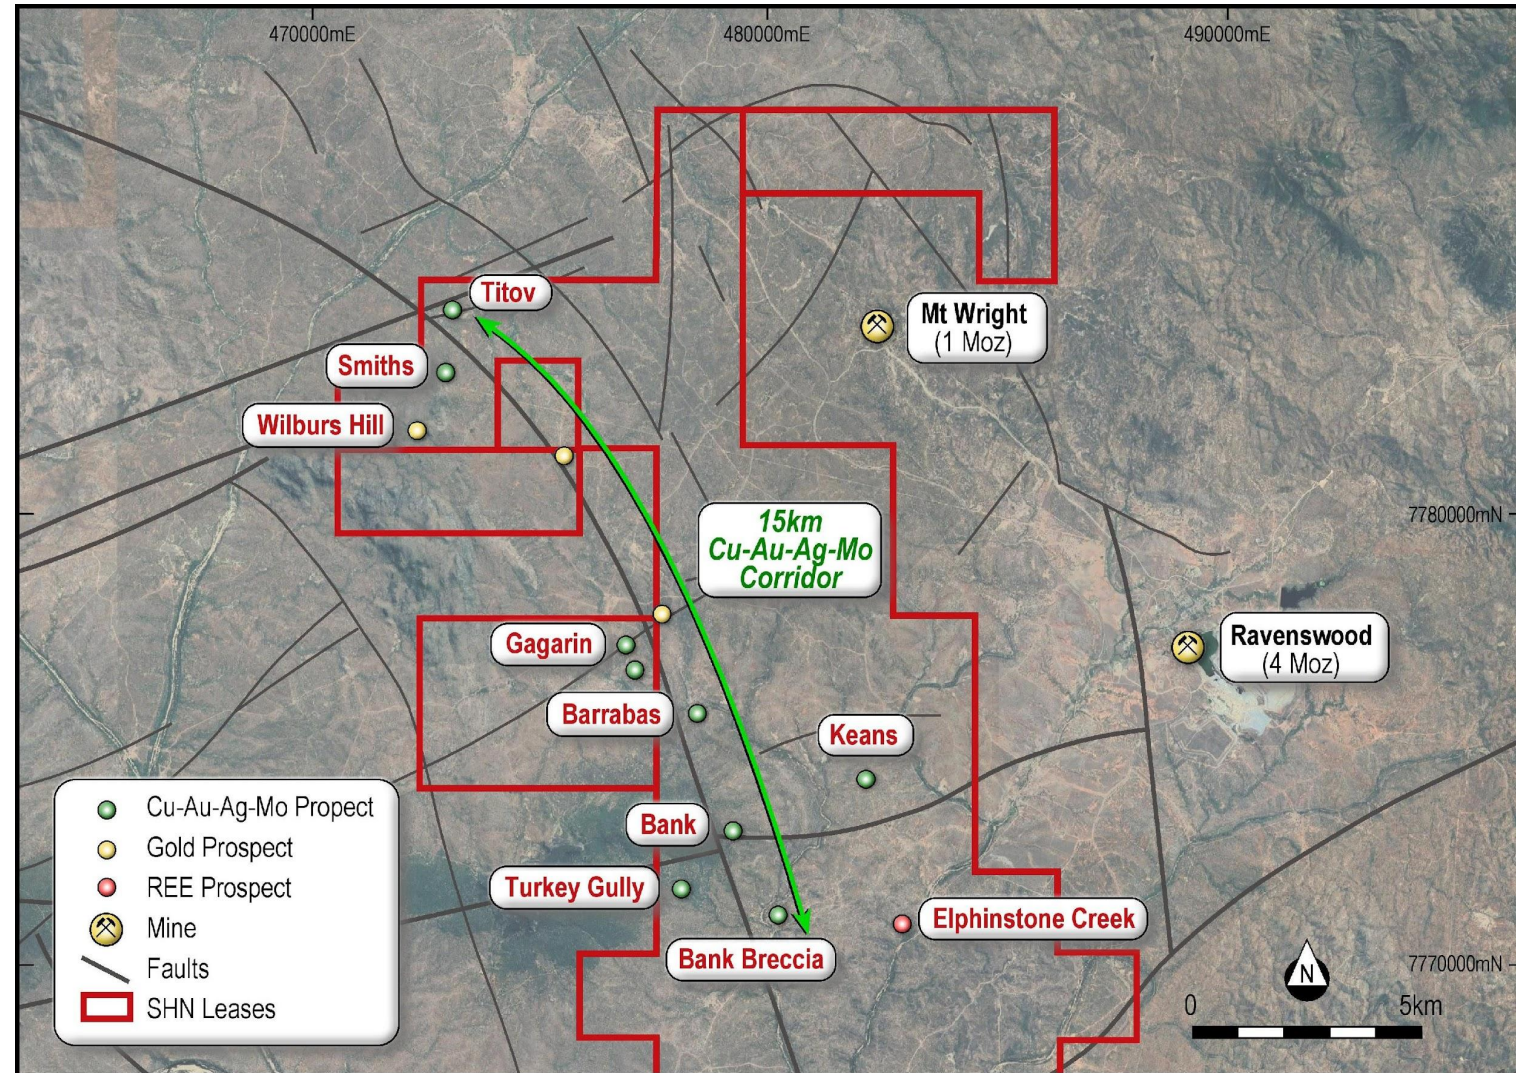 470000mE
480000mE
490000mE
Titov
Mt Wright
(1 Moz)
Smiths
Wilburs Hill
15km
Cu-Au-Ag-Mo
Corridor
7780000mN
Gagarin
Ravenswood
(4 Moz)
Barrabas
Keans
Bank
Turkey Gully
Elphinstone Creek
Bank Breccia
7770000mN
Cu-Au-Ag-Mo Propect
Gold Prospect
REE Prospect
Mine
Faults
SHN Leases
N
0
5km